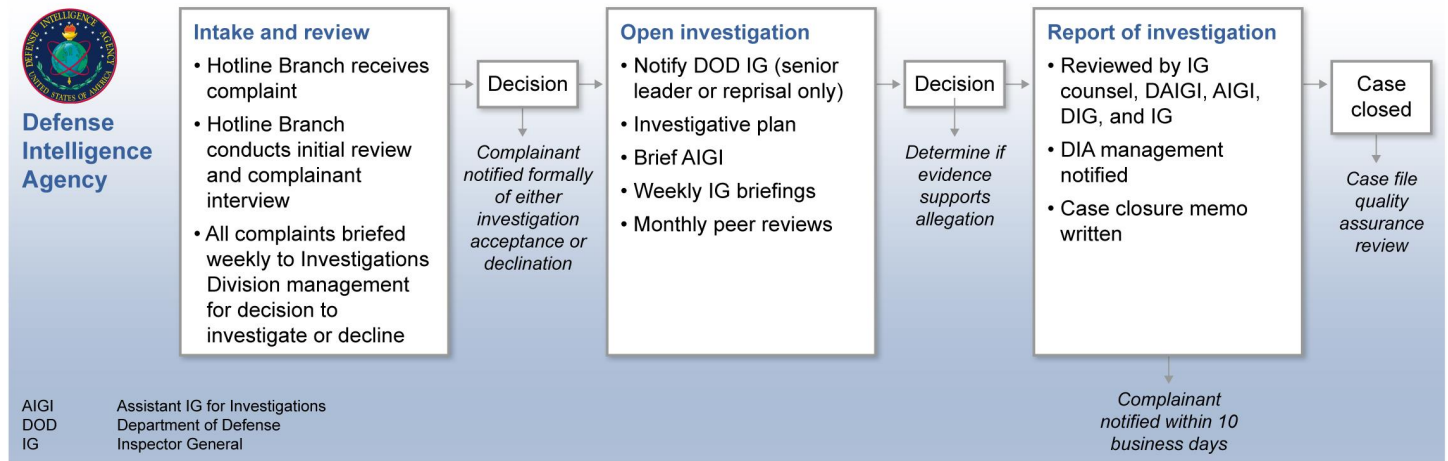 DEFENSE INTELLIGENCE AGENCY
UNITED STATES OF AMERICA
Defense
Intelligence
Agency
Intake and review
• Hotline Branch receives
complaint
• Hotline Branch
conducts initial review
and complainant
interview
• All complaints briefed
weekly to Investigations
Division management
for decision to
investigate or decline
Decision
Complainant
notified formally
of either
investigation
acceptance or
declination
Open investigation
• Notify DOD IG (senior
leader or reprisal only)
• Investigative plan
• Brief AIGI
• Weekly IG briefings
• Monthly peer reviews
Decision
Determine if
evidence
supports
allegation
Report of investigation
• Reviewed by IG
counsel, DAIGI, AIGI,
DIG, and IG
• DIA management
notified
• Case closure memo
written
Complainant
notified within 10
business days
Case
closed
Case file
quality
assurance
review
AIGI Assistant IG for Investigations
DOD Department of Defense
IG Inspector General